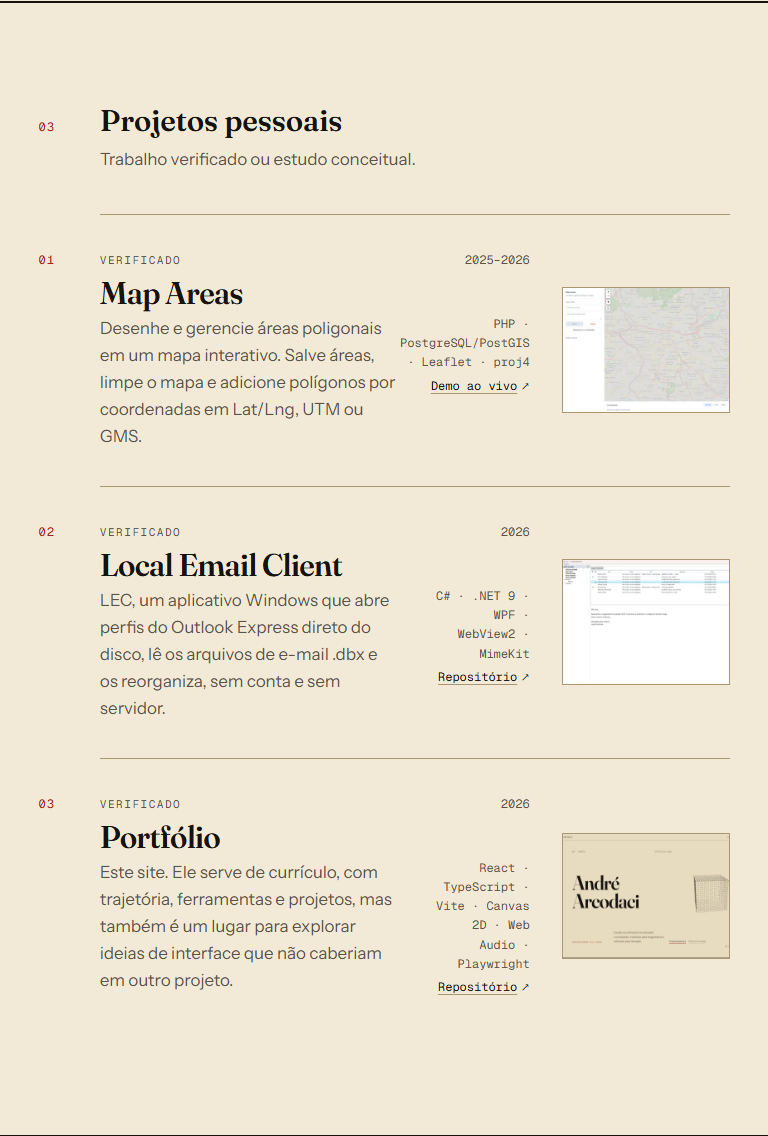 03
Projetos pessoais
Trabalho verificado ou estudo conceitual.
01
VERIFICADO
2025–2026
Map Areas
Desenhe e gerencie áreas poligonais
em um mapa interativo. Salve áreas,
limpe o mapa e adicione polígonos por
coordenadas em Lat/Lng, UTM ou
GMS.
PHP ·
PostgreSQL/PostGIS
· Leaflet · proj4
Demo ao vivo ↗
02
VERIFICADO
2026
Local Email Client
LEC, um aplicativo Windows que abre
perfis do Outlook Express direto do
disco, lê os arquivos de e-mail .dbx e
os reorganiza, sem conta e sem
servidor.
C# · .NET 9 ·
WPF ·
WebView2 ·
MimeKit
Repositório ↗
03
VERIFICADO
2026
Portfólio
Este site. Ele serve de currículo, com
trajetória, ferramentas e projetos, mas
também é um lugar para explorar
ideias de interface que não caberiam
em outro projeto.
React ·
TypeScript ·
Vite · Canvas
2D · Web
Audio ·
Playwright
Repositório ↗
André
Arcodaci